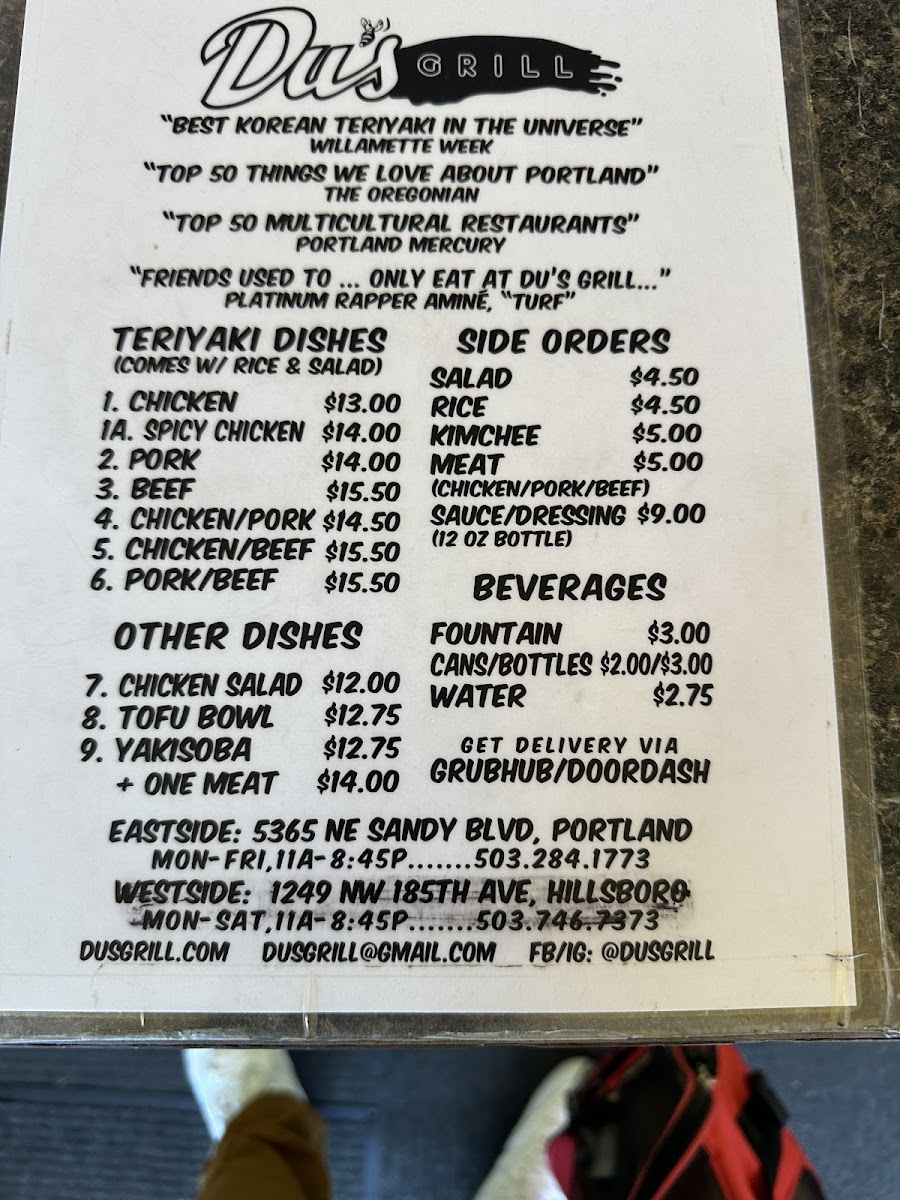 Du's GRILL
"BEST KOREAN TERIYAKI IN THE UNIVERSE"
WILLAMETTE WEEK
"TOP 50 THINGS WE LOVE ABOUT PORTLAND"
THE OREGONIAN
"TOP 50 MULTICULTURAL RESTAURANTS"
PORTLAND MERCURY
"FRIENDS USED TO ... ONLY EAT AT DU'S GRILL..."
PLATINUM RAPPER AMINÉ, "TURF"
TERIYAKI DISHES
(COMES W/ RICE & SALAD)
1. CHICKEN $13.00
1A. SPICY CHICKEN $14.00
2. PORK $14.00
3. BEEF $15.50
4. CHICKEN/PORK $14.50
5. CHICKEN/BEEF $15.50
6. PORK/BEEF $15.50
OTHER DISHES
7. CHICKEN SALAD $12.00
8. TOFU BOWL $12.75
9. YAKISOBA $12.75
+ ONE MEAT $14.00
SIDE ORDERS
SALAD $4.50
RICE $4.50
KIMCHEE $5.00
MEAT $5.00
(CHICKEN/PORK/BEEF)
SAUCE/DRESSING $9.00
(12 OZ BOTTLE)
BEVERAGES
FOUNTAIN $3.00
CANS/BOTTLES $2.00/$3.00
WATER $2.75
GET DELIVERY VIA
GRUBHUB/DOORDASH
EASTSIDE: 5365 NE SANDY BLVD, PORTLAND
MON-FRI,11A-8:45P.......503.284.1773
WESTSIDE: 1249 NW 185TH AVE, HILLSBORO
MON-SAT,11A-8:45P.......503.746.7373
DUSGRILL.COM DUSGRILL@GMAIL.COM FB/IG: @DUSGRILL